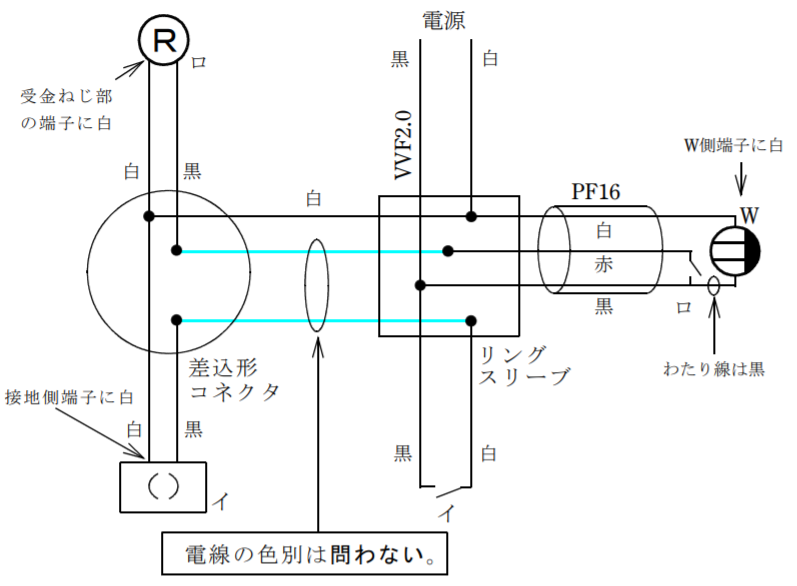 電源
R
ロ
黒
白
受金ねじ部
の端子に白
VVF2.0
W側端子に白
白
黒
白
PF16
W
白
赤
黒
ロ
差込形
コネクタ
リング
スリーブ
わたり線は黒
接地側端子に白
白
黒
黒
白
イ
イ
電線の色別は問わない。